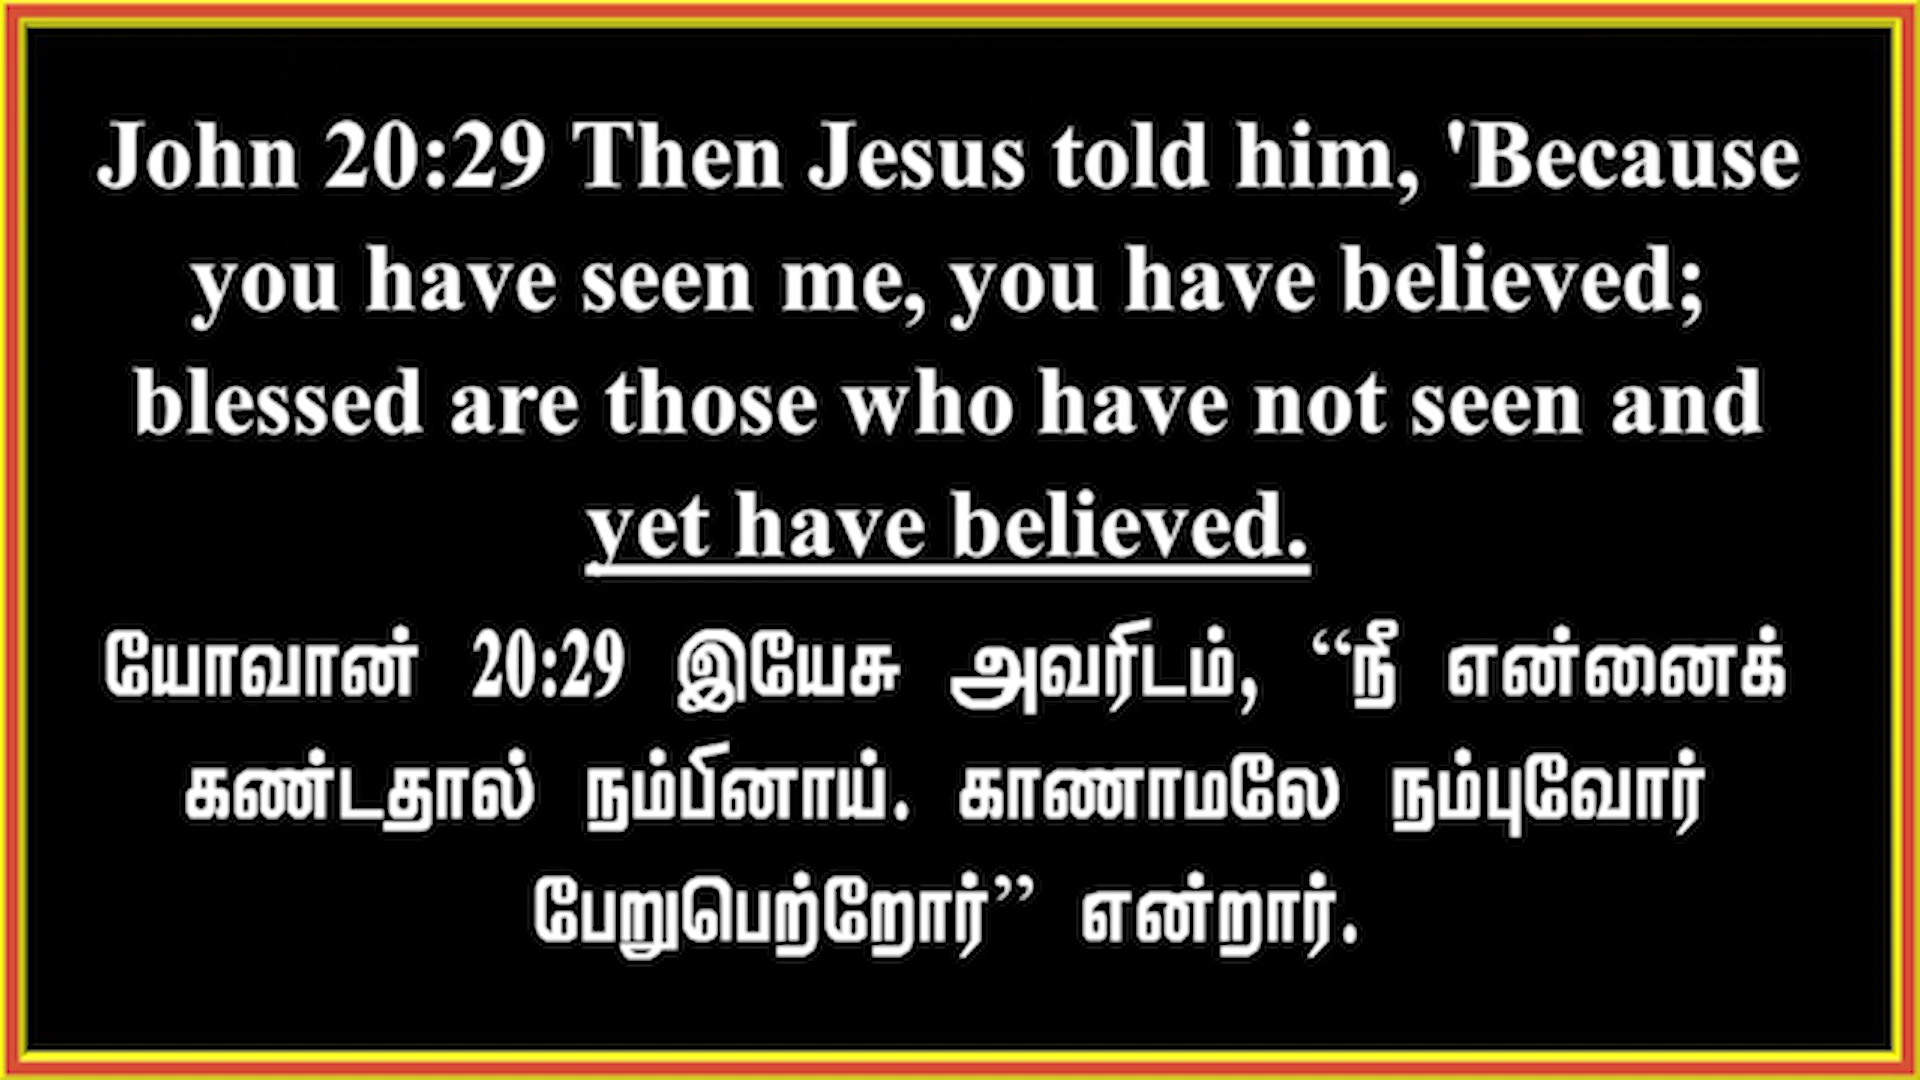 John 20:29 Then Jesus told him, 'Because
you have seen me, you have believed;
blessed are those who have not seen and
yet have believed.
யோவான் 20:29 இயேசு அவரிடம், “நீ என்னைக்
கண்டதால் நம்பினாய். காணாமலே நம்புவோர்
பேறுபெற்றோர்” என்றார்.